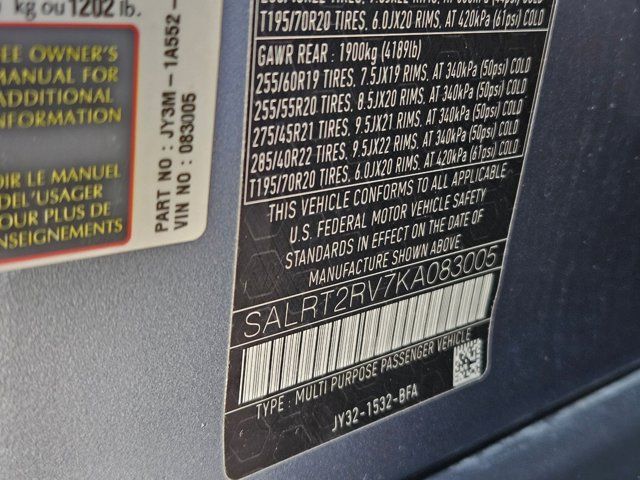 kg ou 1202 lb.
EE OWNER'S
MANUAL FOR
ADDITIONAL
NFORMATION
OIR LE MANUEL
DEL'USAGER
POUR PLUS DE
NSEIGNEMENTS
PART NO : JY3M-1A552-
VIN NO : 083005
T195/70R20 TIRES, 6.0JX20 RIMS, AT 420kPa (61psi) COLD
GAWR REAR : 1900kg (4189lb)
255/60R19 TIRES, 7.5JX19 RIMS, AT 340kPa (50psi) COLD
255/55R20 TIRES, 8.5JX20 RIMS, AT 340kPa (50psi) COLD
275/45R21 TIRES, 9.5JX21 RIMS, AT 340kPa (50psi) COLD
285/40R22 TIRES, 9.5JX22 RIMS, AT 340kPa (50psi) COLD
T195/70R20 TIRES, 6.0JX20 RIMS, AT 420kPa (61psi) COLD
THIS VEHICLE CONFORMS TO ALL APPLICABLE
U.S. FEDERAL MOTOR VEHICLE SAFETY
STANDARDS IN EFFECT ON THE DATE OF
MANUFACTURE SHOWN ABOVE
SALRT2RV7KA083005
TYPE : MULTI PURPOSE PASSENGER VEHICLE
JY32-1532-BFA